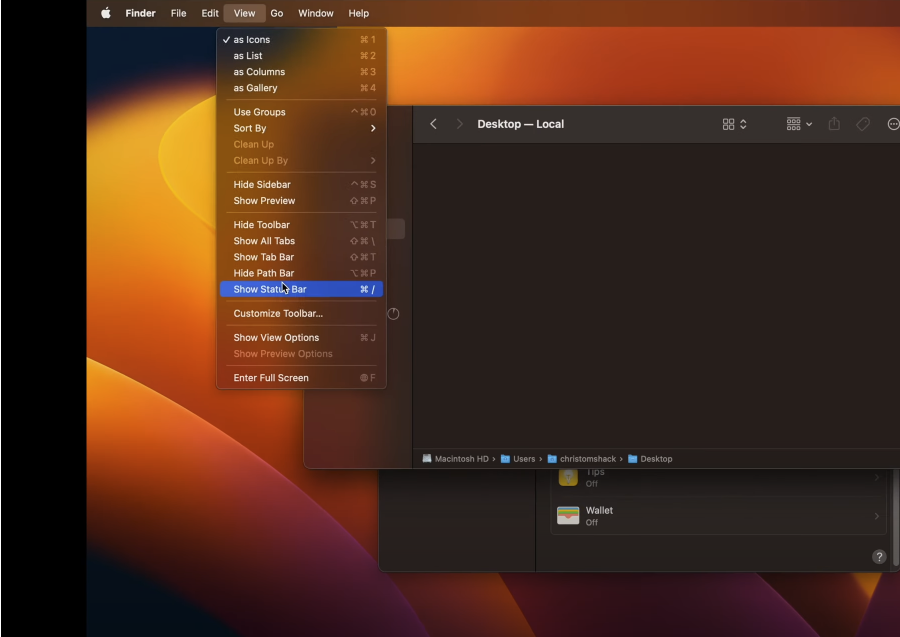 Finder File Edit View Go Window Help
✓ as Icons ⌘ 1
as List ⌘ 2
as Columns ⌘ 3
as Gallery ⌘ 4
Use Groups ^ ⌘ 0
Sort By >
Clean Up
Clean Up By >
Hide Sidebar ^ ⌘ S
Show Preview ⇧ ⌘ P
Hide Toolbar ⌥ ⌘ T
Show All Tabs ⇧ ⌘ \
Show Tab Bar ⇧ ⌘ T
Hide Path Bar ⌥ ⌘ P
Show Status Bar ⌘ /
Customize Toolbar...
Show View Options ⌘ J
Show Preview Options
Enter Full Screen 🌐 F
Desktop — Local
Macintosh HD › Users › christomshack › Desktop
Tips
Off
Wallet
Off
?